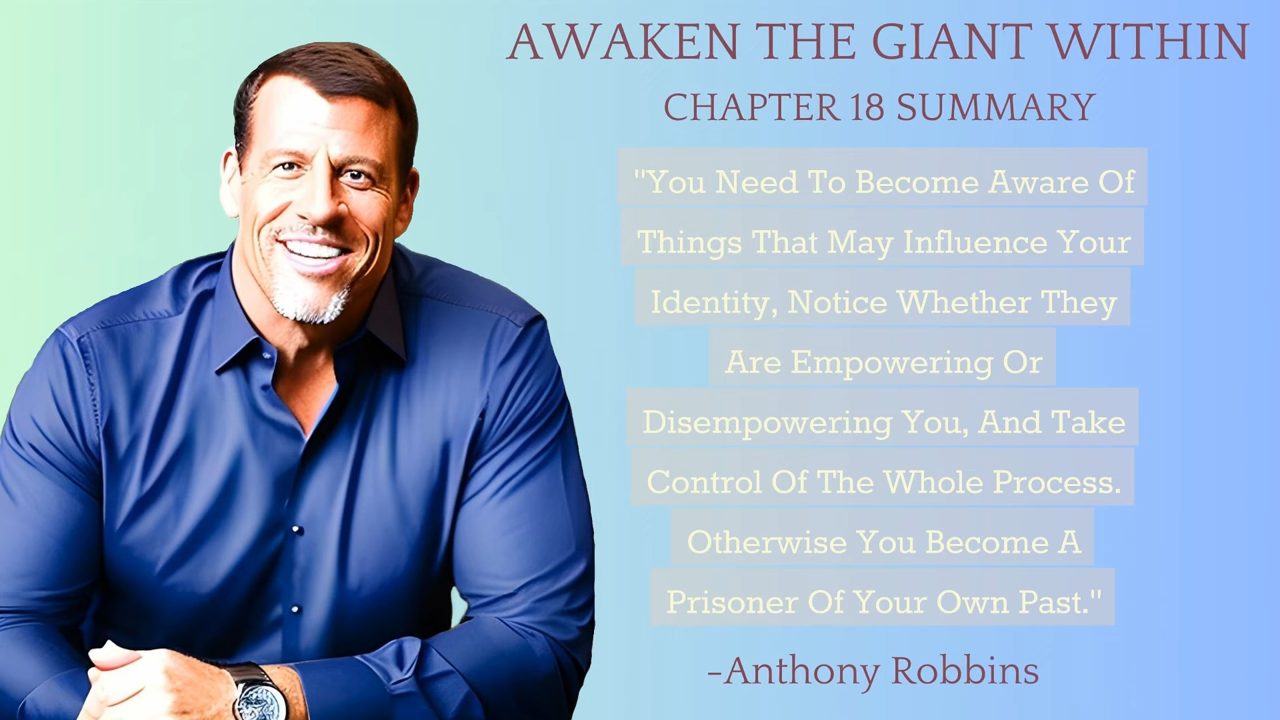 AWAKEN THE GIANT WITHIN
CHAPTER 18 SUMMARY
"You Need To Become Aware Of
Things That May Influence Your
Identity, Notice Whether They
Are Empowering Or
Disempowering You, And Take
Control Of The Whole Process.
Otherwise You Become A
Prisoner Of Your Own Past."
–Anthony Robbins